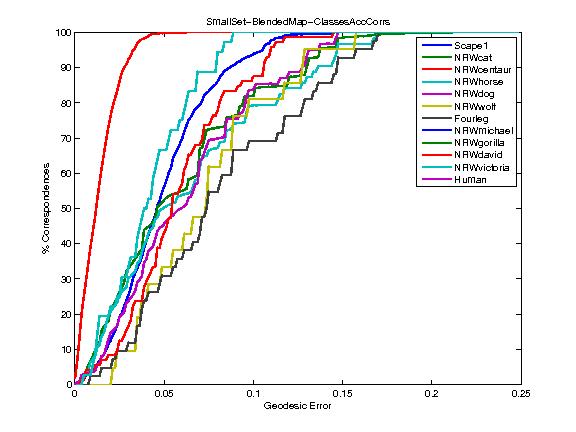 SmallSet-BlendedMap-ClassesAccCorrs
100
90
80
70
60
50
40
30
20
10
0
% Correspondences
Scape1
NRWcat
NRWcentaur
NRWhorse
NRWdog
NRWwolf
Fourleg
NRWmichael
NRWgorilla
NRWdavid
NRWvictoria
Human
0
0.05
0.1
0.15
0.2
0.25
Geodesic Error